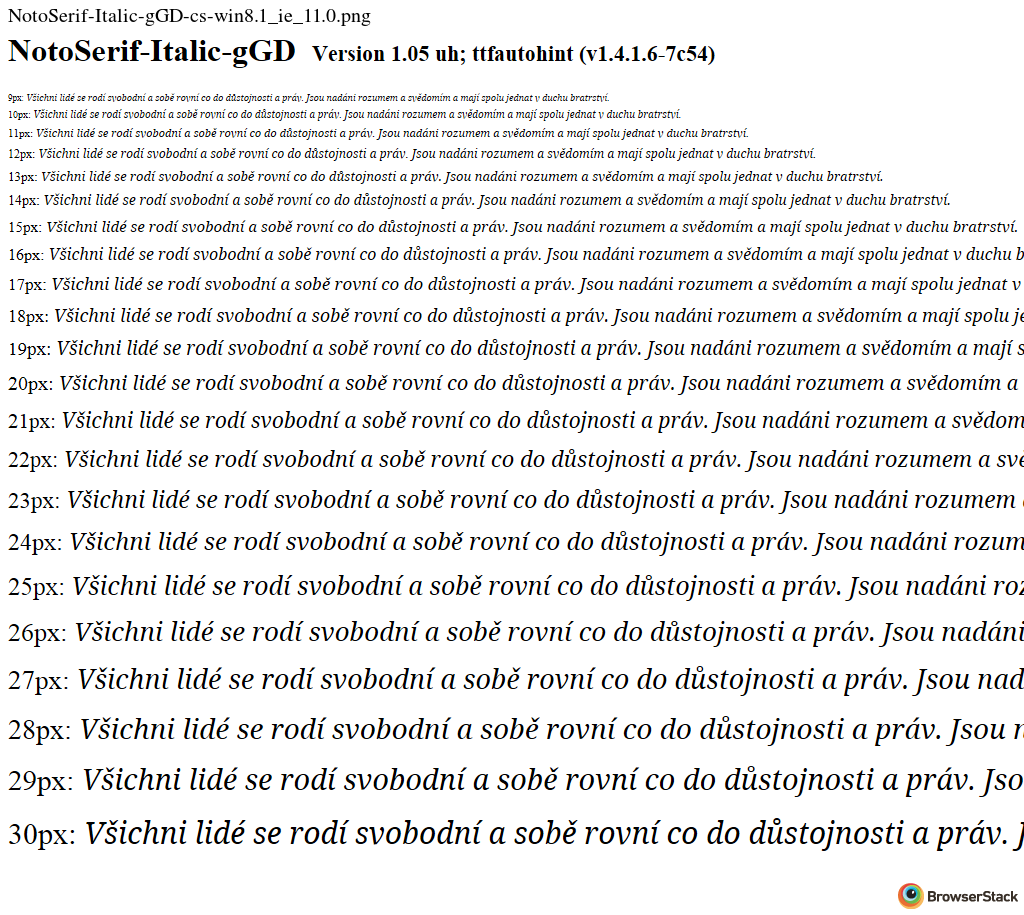 NotoSerif-Italic-gGD-cs-win8.1_ie_11.0.png
NotoSerif-Italic-gGD Version 1.05 uh; ttfautohint (v1.4.1.6-7c54)
9px: Všichni lidé se rodí svobodní a sobě rovní co do důstojnosti a práv. Jsou nadáni rozumem a svědomím a mají spolu jednat v duchu bratrství.
10px: Všichni lidé se rodí svobodní a sobě rovní co do důstojnosti a práv. Jsou nadáni rozumem a svědomím a mají spolu jednat v duchu bratrství.
11px: Všichni lidé se rodí svobodní a sobě rovní co do důstojnosti a práv. Jsou nadáni rozumem a svědomím a mají spolu jednat v duchu bratrství.
12px: Všichni lidé se rodí svobodní a sobě rovní co do důstojnosti a práv. Jsou nadáni rozumem a svědomím a mají spolu jednat v duchu bratrství.
13px: Všichni lidé se rodí svobodní a sobě rovní co do důstojnosti a práv. Jsou nadáni rozumem a svědomím a mají spolu jednat v duchu bratrství.
14px: Všichni lidé se rodí svobodní a sobě rovní co do důstojnosti a práv. Jsou nadáni rozumem a svědomím a mají spolu jednat v duchu bratrství.
15px: Všichni lidé se rodí svobodní a sobě rovní co do důstojnosti a práv. Jsou nadáni rozumem a svědomím a mají spolu jednat v duchu bratrství.
16px: Všichni lidé se rodí svobodní a sobě rovní co do důstojnosti a práv. Jsou nadáni rozumem a svědomím a mají spolu jednat v duchu b
17px: Všichni lidé se rodí svobodní a sobě rovní co do důstojnosti a práv. Jsou nadáni rozumem a svědomím a mají spolu jednat v
18px: Všichni lidé se rodí svobodní a sobě rovní co do důstojnosti a práv. Jsou nadáni rozumem a svědomím a mají spolu je
19px: Všichni lidé se rodí svobodní a sobě rovní co do důstojnosti a práv. Jsou nadáni rozumem a svědomím a mají s
20px: Všichni lidé se rodí svobodní a sobě rovní co do důstojnosti a práv. Jsou nadáni rozumem a svědomím a
21px: Všichni lidé se rodí svobodní a sobě rovní co do důstojnosti a práv. Jsou nadáni rozumem a svědom
22px: Všichni lidé se rodí svobodní a sobě rovní co do důstojnosti a práv. Jsou nadáni rozumem a svě
23px: Všichni lidé se rodí svobodní a sobě rovní co do důstojnosti a práv. Jsou nadáni rozumem
24px: Všichni lidé se rodí svobodní a sobě rovní co do důstojnosti a práv. Jsou nadáni rozum
25px: Všichni lidé se rodí svobodní a sobě rovní co do důstojnosti a práv. Jsou nadáni roz
26px: Všichni lidé se rodí svobodní a sobě rovní co do důstojnosti a práv. Jsou nadáni
27px: Všichni lidé se rodí svobodní a sobě rovní co do důstojnosti a práv. Jsou nad
28px: Všichni lidé se rodí svobodní a sobě rovní co do důstojnosti a práv. Jsou n
29px: Všichni lidé se rodí svobodní a sobě rovní co do důstojnosti a práv. Jso
30px: Všichni lidé se rodí svobodní a sobě rovní co do důstojnosti a práv. J
BrowserStack